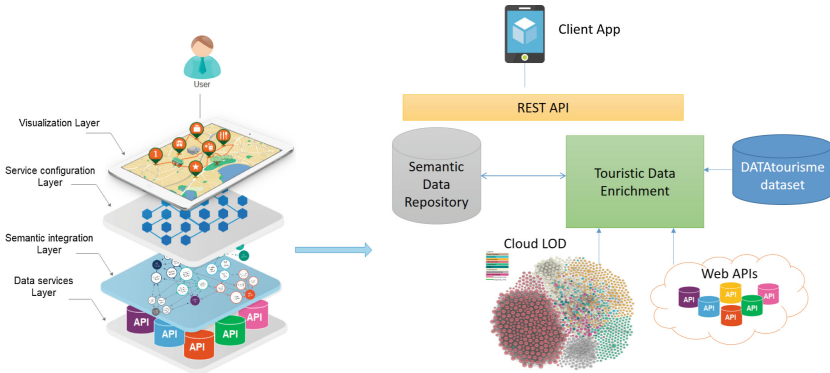 User
Visualization Layer
Service configuration
Layer
Semantic integration
Layer
Data services
Layer
API
API
API
API
API
Client App
REST API
Semantic
Data
Repository
Touristic Data
Enrichment
DATAtourisme
dataset
Cloud LOD
Web APIs
API
API
API
API
API
API